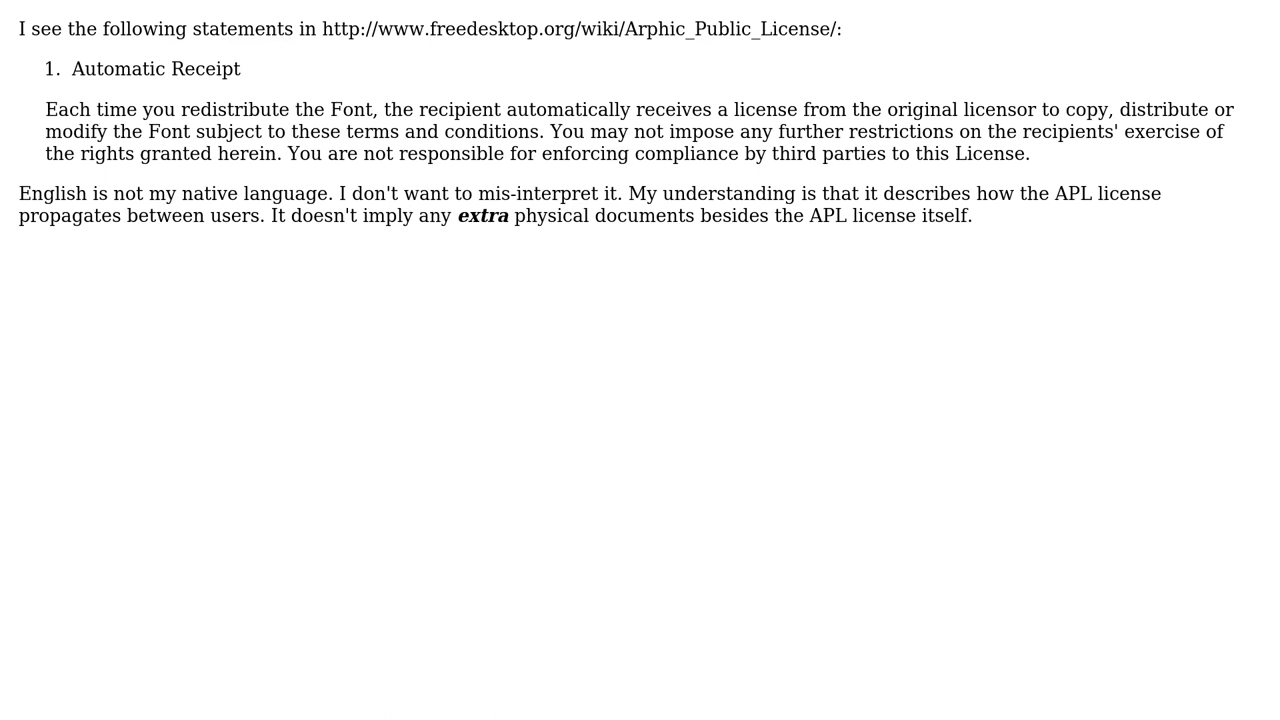 I see the following statements in http://www.freedesktop.org/wiki/Arphic_Public_License/:
1. Automatic Receipt
Each time you redistribute the Font, the recipient automatically receives a license from the original licensor to copy, distribute or
modify the Font subject to these terms and conditions. You may not impose any further restrictions on the recipients' exercise of
the rights granted herein. You are not responsible for enforcing compliance by third parties to this License.
English is not my native language. I don't want to mis-interpret it. My understanding is that it describes how the APL license
propagates between users. It doesn't imply any extra physical documents besides the APL license itself.